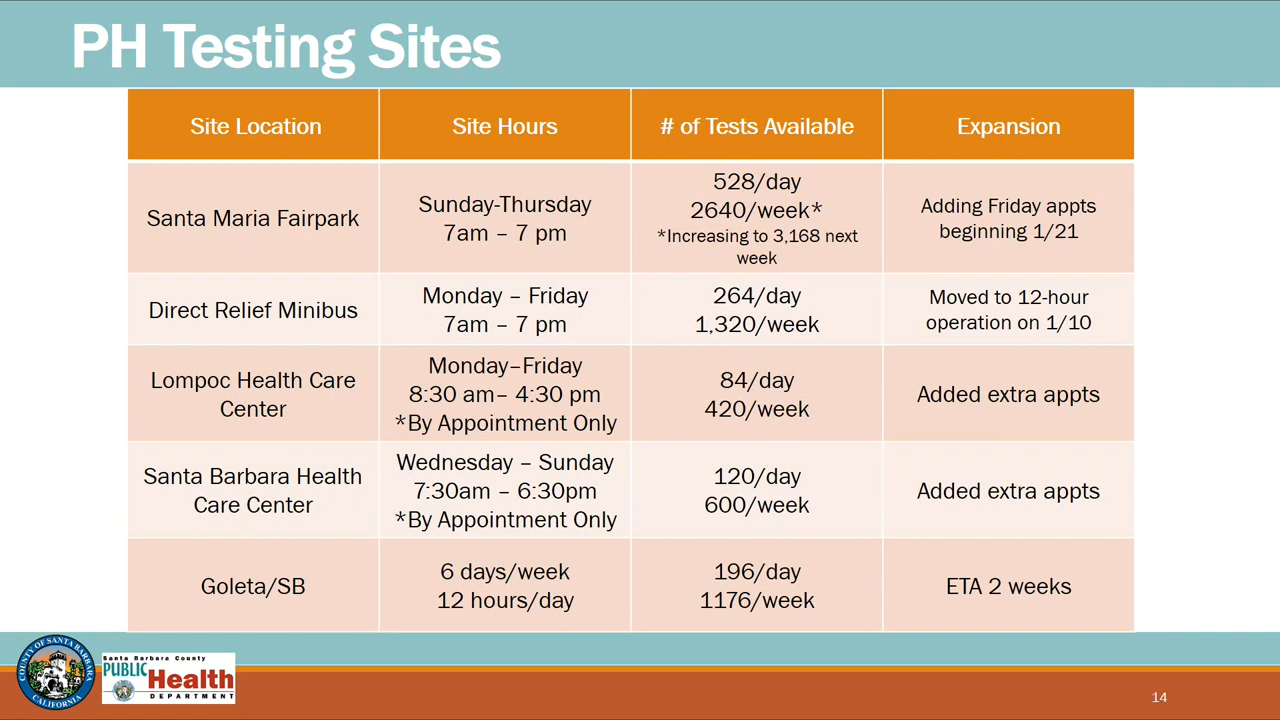 PH Testing Sites
Site Location
Site Hours
# of Tests Available
Expansion
Santa Maria Fairpark
Sunday-Thursday
7am – 7 pm
528/day
2640/week*
*Increasing to 3,168 next
week
Adding Friday appts
beginning 1/21
Direct Relief Minibus
Monday – Friday
7am – 7 pm
264/day
1,320/week
Moved to 12-hour
operation on 1/10
Lompoc Health Care
Center
Monday–Friday
8:30 am– 4:30 pm
*By Appointment Only
84/day
420/week
Added extra appts
Santa Barbara Health
Care Center
Wednesday – Sunday
7:30am – 6:30pm
*By Appointment Only
120/day
600/week
Added extra appts
Goleta/SB
6 days/week
12 hours/day
196/day
1176/week
ETA 2 weeks
COUNTY OF SANTA BARBARA
CALIFORNIA
Santa Barbara County
PUBLIC
Health
DEPARTMENT
14